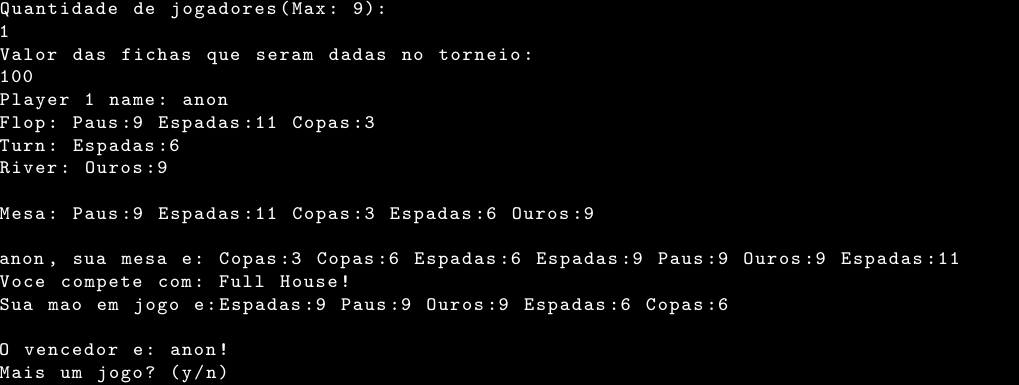 Quantidade de jogadores(Max: 9):
1
Valor das fichas que seram dadas no torneio:
100
Player 1 name: anon
Flop: Paus:9 Espadas:11 Copas:3
Turn: Espadas:6
River: Ouros:9
Mesa: Paus:9 Espadas:11 Copas:3 Espadas:6 Ouros:9
anon, sua mesa e: Copas:3 Copas:6 Espadas:6 Espadas:9 Paus:9 Ouros:9 Espadas:11
Voce compete com: Full House!
Sua mao em jogo e:Espadas:9 Paus:9 Ouros:9 Espadas:6 Copas:6
O vencedor e: anon!
Mais um jogo? (y/n)